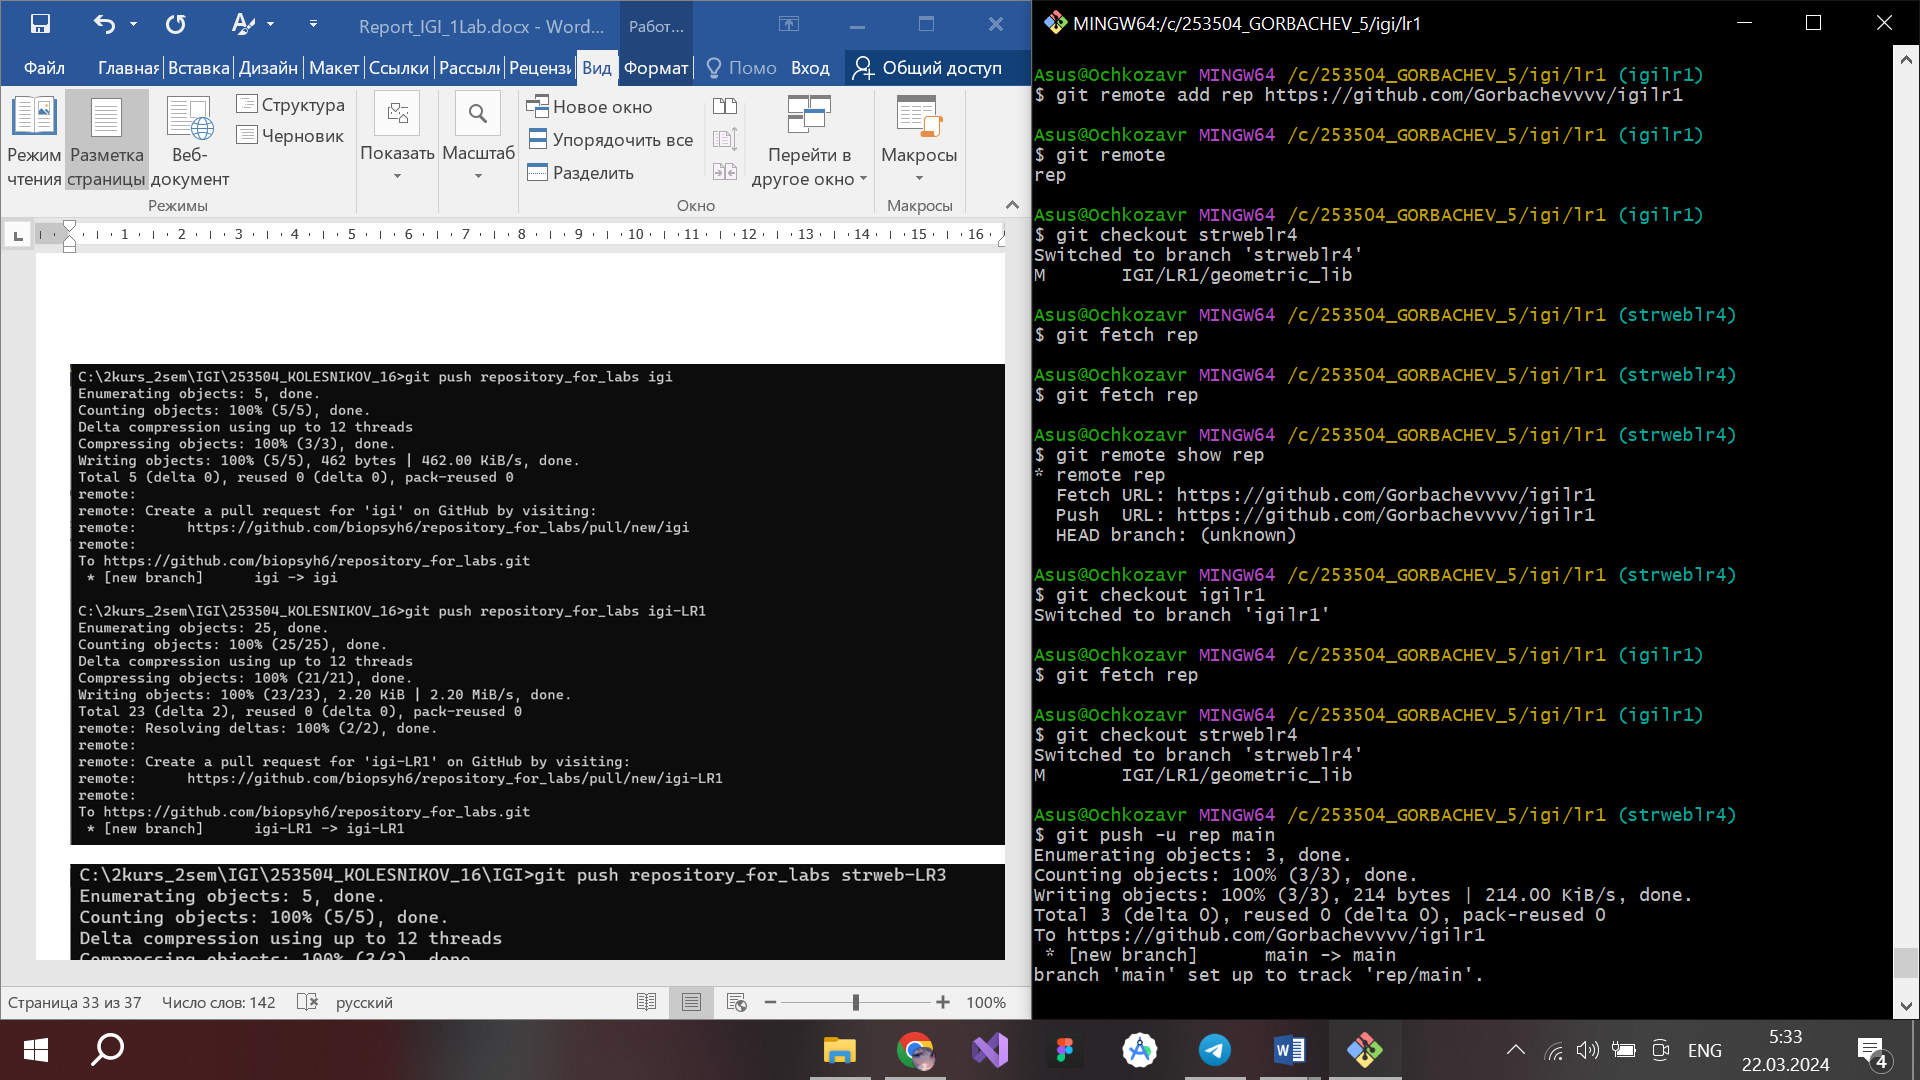 Report_IGI_1Lab.docx - Word...
Работ...
Файл
Главная
Вставка
Дизайн
Макет
Ссылки
Рассыл
Реценз
Вид
Формат
Помо
Вход
Общий доступ
Режим чтения
Разметка страницы
Веб-документ
Структура
Черновик
Режимы
Показать
Масштаб
Новое окно
Упорядочить все
Разделить
Перейти в другое окно
Окно
Макросы
Макросы
1 2 3 4 5 6 7 8 9 10 11 12 13 14 15 16
C:\2kurs_2sem\IGI\253504_KOLESNIKOV_16>git push repository_for_labs igi
Enumerating objects: 5, done.
Counting objects: 100% (5/5), done.
Delta compression using up to 12 threads
Compressing objects: 100% (3/3), done.
Writing objects: 100% (5/5), 462 bytes | 462.00 KiB/s, done.
Total 5 (delta 0), reused 0 (delta 0), pack-reused 0
remote:
remote: Create a pull request for 'igi' on GitHub by visiting:
remote:      https://github.com/biopsyh6/repository_for_labs/pull/new/igi
remote:
To https://github.com/biopsyh6/repository_for_labs.git
 * [new branch]      igi -> igi
C:\2kurs_2sem\IGI\253504_KOLESNIKOV_16>git push repository_for_labs igi-LR1
Enumerating objects: 25, done.
Counting objects: 100% (25/25), done.
Delta compression using up to 12 threads
Compressing objects: 100% (21/21), done.
Writing objects: 100% (23/23), 2.20 KiB | 2.20 MiB/s, done.
Total 23 (delta 2), reused 0 (delta 0), pack-reused 0
remote: Resolving deltas: 100% (2/2), done.
remote:
remote: Create a pull request for 'igi-LR1' on GitHub by visiting:
remote:      https://github.com/biopsyh6/repository_for_labs/pull/new/igi-LR1
remote:
To https://github.com/biopsyh6/repository_for_labs.git
 * [new branch]      igi-LR1 -> igi-LR1
C:\2kurs_2sem\IGI\253504_KOLESNIKOV_16\IGI>git push repository_for_labs strweb-LR3
Enumerating objects: 5, done.
Counting objects: 100% (5/5), done.
Delta compression using up to 12 threads
Compressing objects: 100% (3/3), done
Страница 33 из 37
Число слов: 142
русский
100%
MINGW64:/c/253504_GORBACHEV_5/igi/lr1
Asus@Ochkozavr MINGW64 /c/253504_GORBACHEV_5/igi/lr1 (igilr1)
$ git remote add rep https://github.com/Gorbachevvvv/igilr1
Asus@Ochkozavr MINGW64 /c/253504_GORBACHEV_5/igi/lr1 (igilr1)
$ git remote
rep
Asus@Ochkozavr MINGW64 /c/253504_GORBACHEV_5/igi/lr1 (igilr1)
$ git checkout strweblr4
Switched to branch 'strweblr4'
M       IGI/LR1/geometric_lib
Asus@Ochkozavr MINGW64 /c/253504_GORBACHEV_5/igi/lr1 (strweblr4)
$ git fetch rep
Asus@Ochkozavr MINGW64 /c/253504_GORBACHEV_5/igi/lr1 (strweblr4)
$ git fetch rep
Asus@Ochkozavr MINGW64 /c/253504_GORBACHEV_5/igi/lr1 (strweblr4)
$ git remote show rep
* remote rep
  Fetch URL: https://github.com/Gorbachevvvv/igilr1
  Push  URL: https://github.com/Gorbachevvvv/igilr1
  HEAD branch: (unknown)
Asus@Ochkozavr MINGW64 /c/253504_GORBACHEV_5/igi/lr1 (strweblr4)
$ git checkout igilr1
Switched to branch 'igilr1'
Asus@Ochkozavr MINGW64 /c/253504_GORBACHEV_5/igi/lr1 (igilr1)
$ git fetch rep
Asus@Ochkozavr MINGW64 /c/253504_GORBACHEV_5/igi/lr1 (igilr1)
$ git checkout strweblr4
Switched to branch 'strweblr4'
M       IGI/LR1/geometric_lib
Asus@Ochkozavr MINGW64 /c/253504_GORBACHEV_5/igi/lr1 (strweblr4)
$ git push -u rep main
Enumerating objects: 3, done.
Counting objects: 100% (3/3), done.
Writing objects: 100% (3/3), 214 bytes | 214.00 KiB/s, done.
Total 3 (delta 0), reused 0 (delta 0), pack-reused 0
To https://github.com/Gorbachevvvv/igilr1
 * [new branch]      main -> main
branch 'main' set up to track 'rep/main'.
ENG
5:33
22.03.2024
4